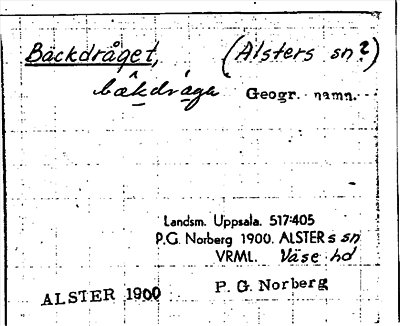 Bäckdråget, (Alsters sn?)
bäkdråga Geogr. namn.
Landsm. Uppsala. 517:405
P.G. Norberg 1900. ALSTERs sn
VRML. Väse hd
ALSTER 1900 P. G. Norberg